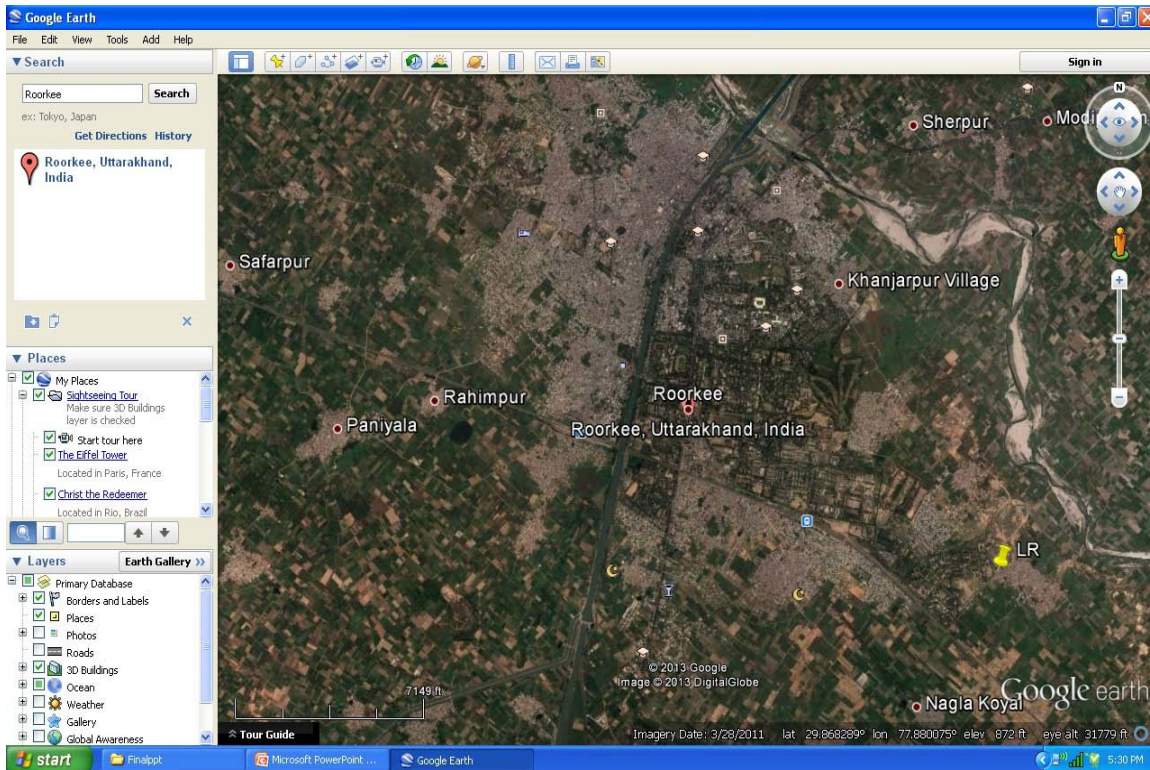 Google Earth
File Edit View Tools Add Help
Search
Roorkee
Search
ex: Tokyo, Japan
Get Directions History
Roorkee, Uttarakhand,
India
Places
My Places
Sightseeing Tour
Make sure 3D Buildings
layer is checked
Start tour here
The Eiffel Tower
Located in Paris, France
Christ the Redeemer
Located in Rio, Brazil
Layers
Earth Gallery >>
Primary Database
Borders and Labels
Places
Photos
Roads
3D Buildings
Ocean
Weather
Gallery
Global Awareness
Sign in
N
Sherpur
Safarpur
Khanjarpur Village
Rahimpur
Paniyala
Roorkee
Roorkee, Uttarakhand, India
LR
© 2013 Google
Image © 2013 DigitalGlobe
7149 ft
Nagla Koyal
Google earth
Tour Guide
Imagery Date: 3/28/2011 lat 29.868289° lon 77.880075° elev 872 ft eye alt 31779 ft
start
Finalppt
Microsoft PowerPoint ...
Google Earth
5:30 PM